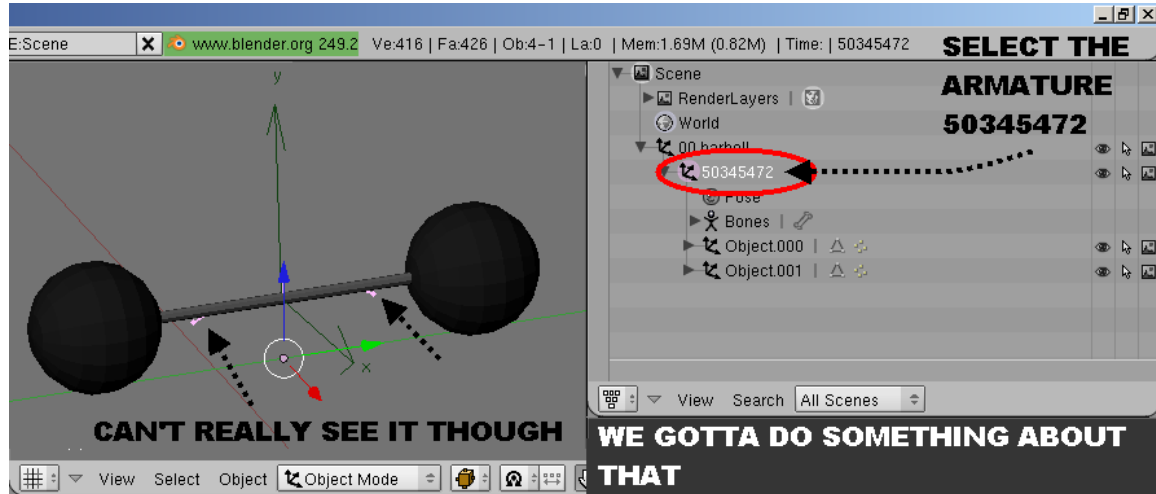 E:Scene
www.blender.org 249.2 Ve:416 | Fa:426 | Ob:4-1 | La:0 | Mem:1.69M (0.82M) | Time: | 50345472
SELECT THE
ARMATURE
50345472
y
x
CAN'T REALLY SEE IT THOUGH
View Select Object Object Mode
Scene
RenderLayers |
World
00 barbell
50345472
Pose
Bones |
Object.000 |
Object.001 |
View Search All Scenes
WE GOTTA DO SOMETHING ABOUT
THAT